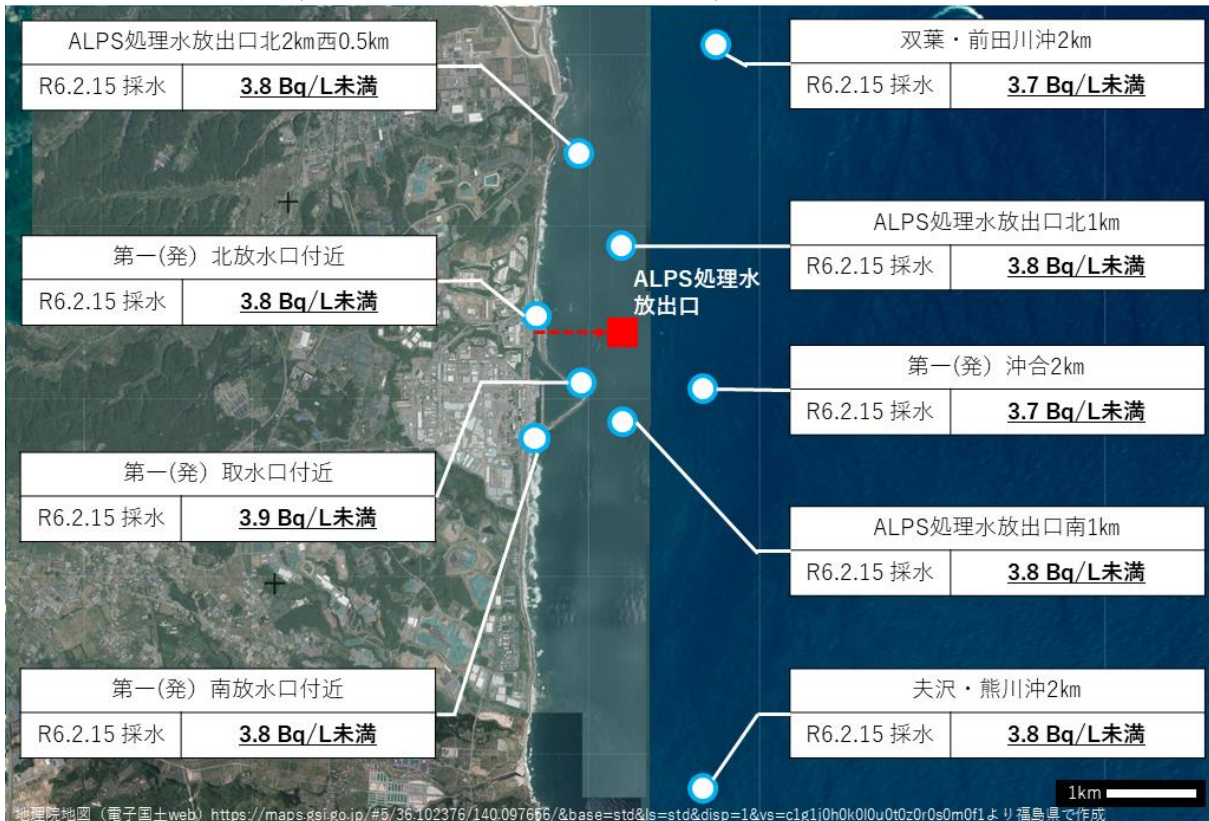 ALPS処理水放出口北2km西0.5km
R6.2.15 採水 3.8 Bq/L未満
双葉・前田川沖2km
R6.2.15 採水 3.7 Bq/L未満
ALPS処理水放出口北1km
R6.2.15 採水 3.8 Bq/L未満
第一(発) 北放水口付近
R6.2.15 採水 3.8 Bq/L未満
ALPS処理水
放出口
第一(発) 沖合2km
R6.2.15 採水 3.7 Bq/L未満
第一(発) 取水口付近
R6.2.15 採水 3.9 Bq/L未満
ALPS処理水放出口南1km
R6.2.15 採水 3.8 Bq/L未満
第一(発) 南放水口付近
R6.2.15 採水 3.8 Bq/L未満
夫沢・熊川沖2km
R6.2.15 採水 3.8 Bq/L未満
1km
地理院地図（電子国土web）https://maps.gsi.go.jp/#5/36.102376/140.097656/&base=std&ls=std&disp=1&vs=c1g1j0h0k0l0u0t0z0r0s0m0f1より福島県で作成